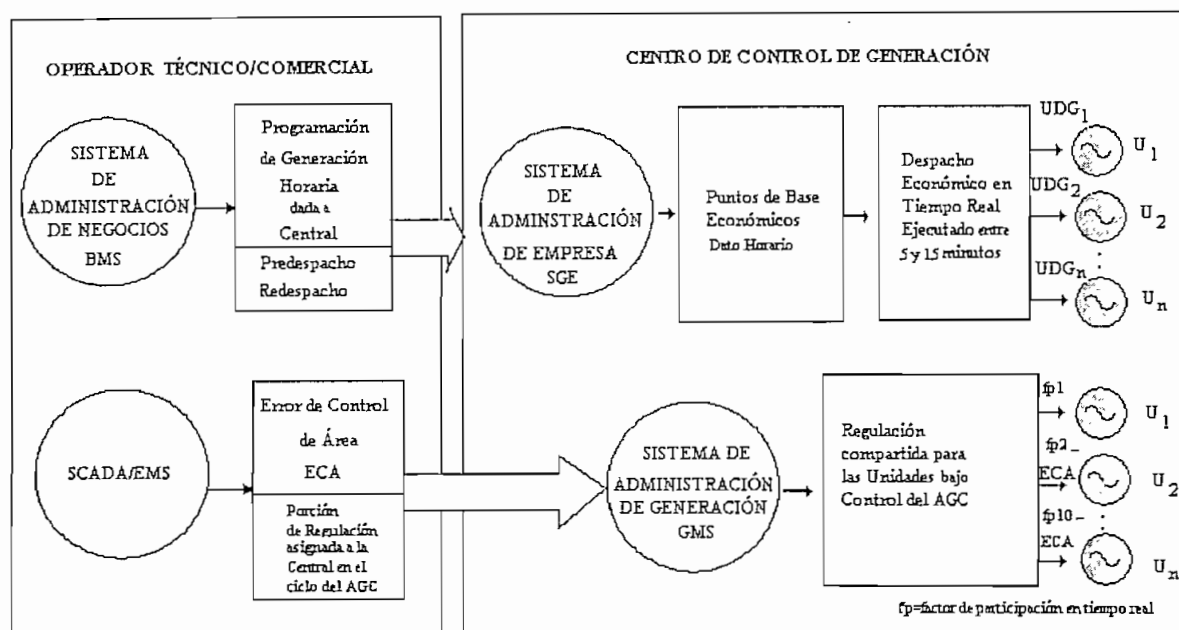 OPERADOR TÉCNICO/COMERCIAL
SISTEMA
DE
ADMINISTRACIÓN
DE NEGOCIOS
BMS
Programación
de Generación
Horaria
dada a
Central
Predespacho
Redespacho
SCADA/EMS
Error de Control
de Área
ECA
Porción
de Regulación
asignada a la
Central en el
ciclo del AGC
CENTRO DE CONTROL DE GENERACIÓN
SISTEMA
DE
ADMINSTRACIÓN
DE EMPRESA
SGE
Puntos de Base
Económicos
Dato Horario
Despacho
Económico en
Tiempo Real
Ejecutado entre
5 y 15 minutos
UDG1
U1
UDG2
U2
UDGn
Un
SISTEMA DE
ADMINISTRACIÓN
DE GENERACIÓN
GMS
Regulación
compartida para
las Unidades bajo
Control del AGC
fp1
U1
fp2_
ECA
U2
fp10_
ECA
Un
fp=factor de participación en tiempo real